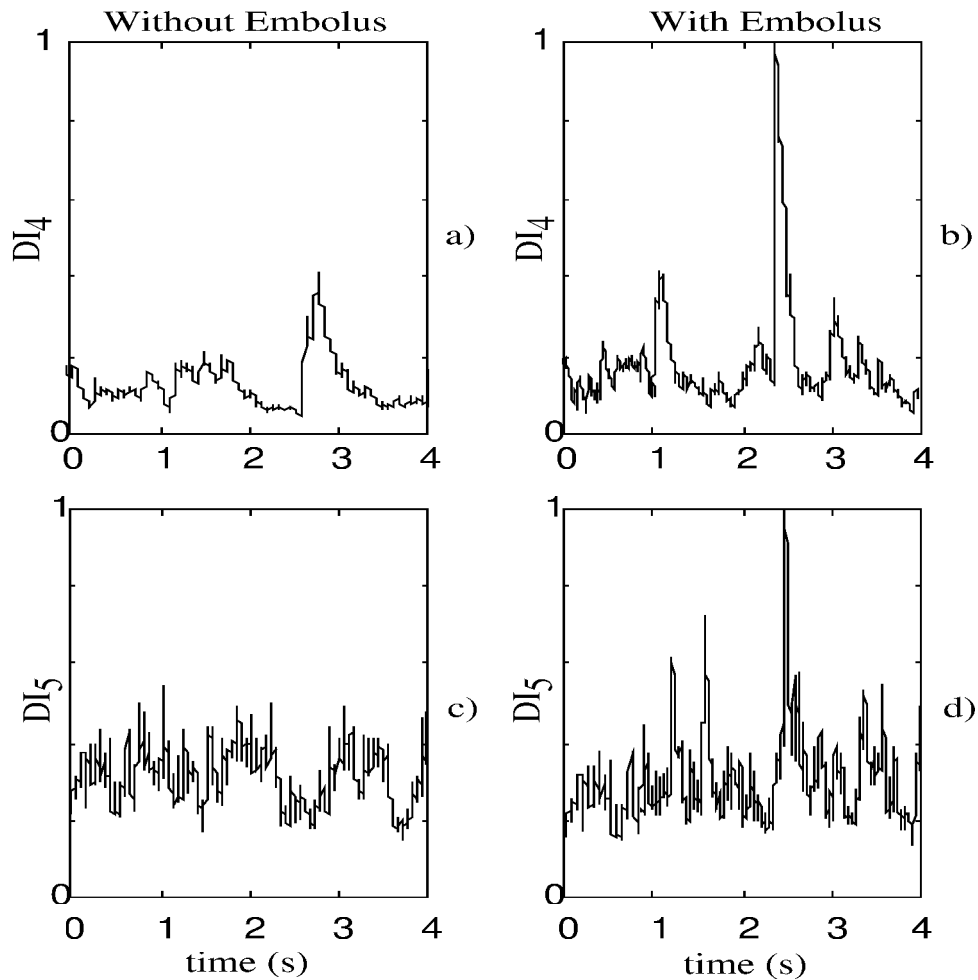 Without Embolus
With Embolus
1
DI4
a)
0
0 1 2 3 4
1
DI4
b)
0
0 1 2 3 4
1
DI5
c)
0
0 1 2 3 4
time (s)
1
DI5
d)
0
0 1 2 3 4
time (s)